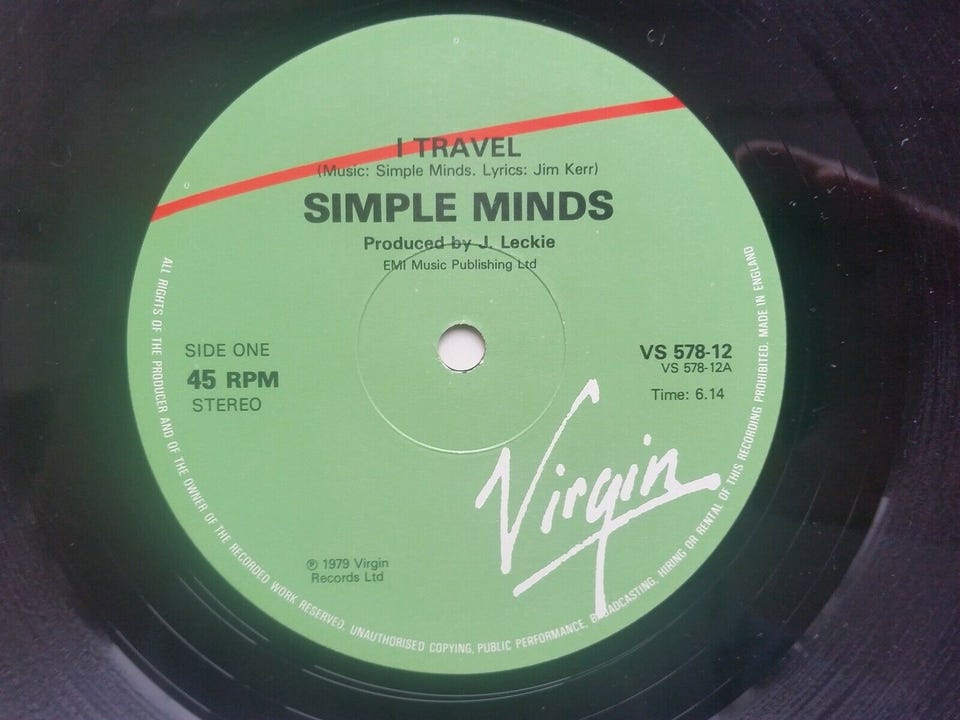 I TRAVEL
(Music: Simple Minds. Lyrics: Jim Kerr)
SIMPLE MINDS
Produced by J. Leckie
EMI Music Publishing Ltd
SIDE ONE
45 RPM
STEREO
VS 578-12
VS 578-12A
Time: 6.14
Virgin
℗ 1979 Virgin
Records Ltd
ALL RIGHTS OF THE PRODUCER AND OF THE OWNER OF THE RECORDED WORK RESERVED. UNAUTHORISED COPYING, PUBLIC PERFORMANCE, BROADCASTING, HIRING OR RENTAL OF THIS RECORDING PROHIBITED. MADE IN ENGLAND